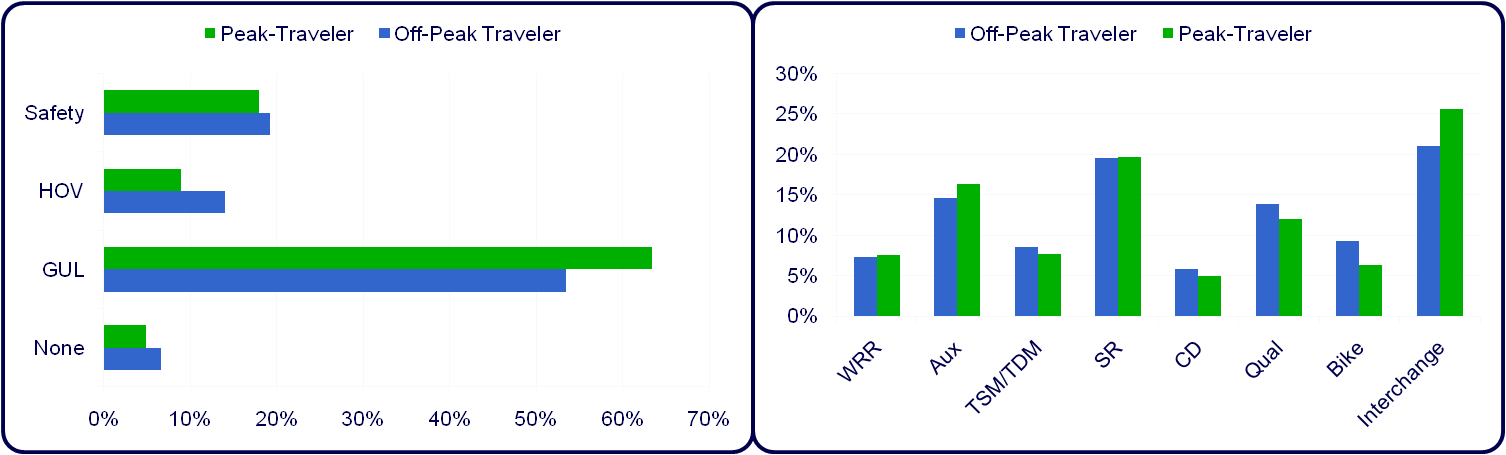 Peak-Traveler Off-Peak Traveler
Safety
HOV
GUL
None
0% 10% 20% 30% 40% 50% 60% 70%
Off-Peak Traveler Peak-Traveler
30%
25%
20%
15%
10%
5%
0%
WRR Aux TSM/TDM SR CD Qual Bike Interchange